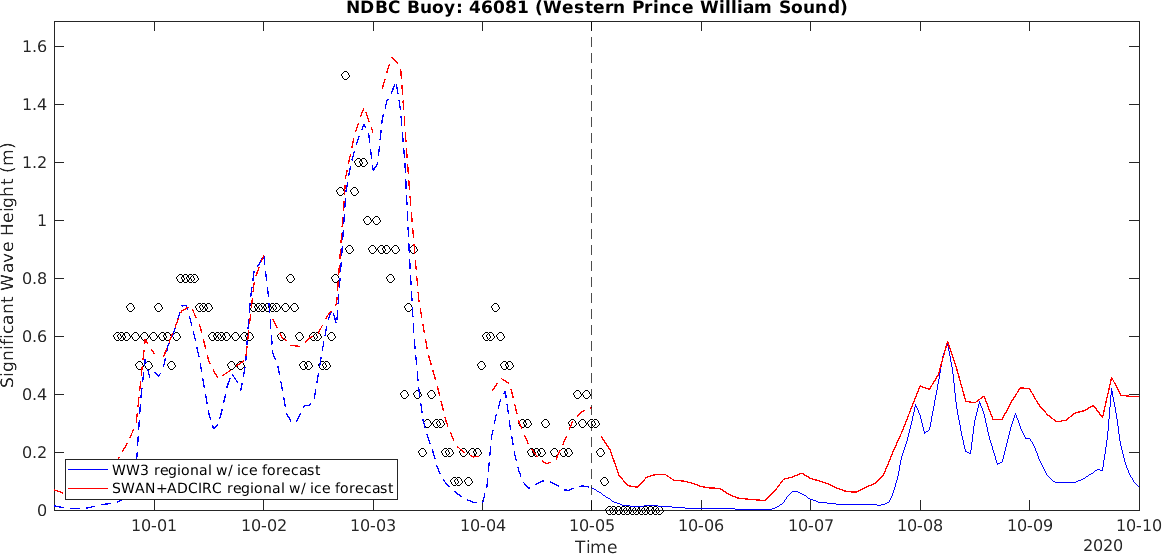 NDBC Buoy: 46081 (Western Prince William Sound)
1.6
1.4
1.2
1
0.8
0.6
0.4
0.2
0
Significant Wave Height (m)
WW3 regional w/ ice forecast
SWAN+ADCIRC regional w/ ice forecast
10-01 10-02 10-03 10-04 10-05 10-06 10-07 10-08 10-09 10-10
Time
2020